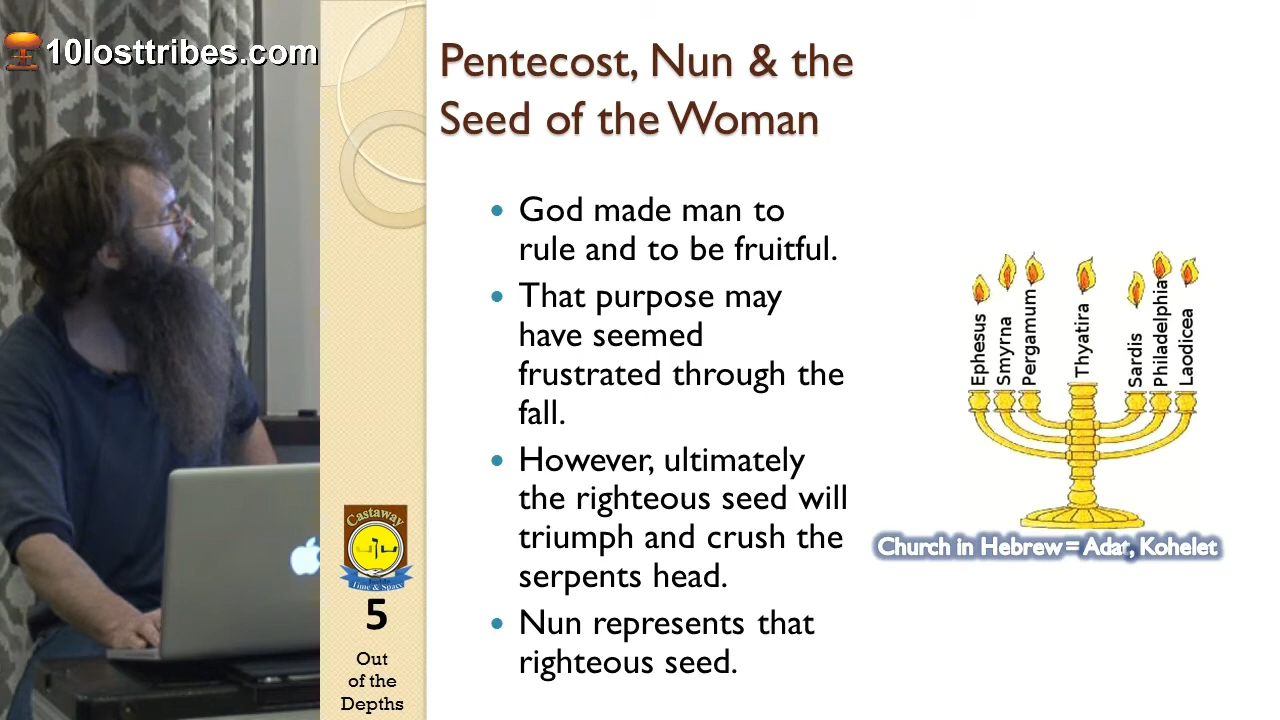 10losttribes.com
Pentecost, Nun & the
Seed of the Woman
• God made man to
rule and to be fruitful.
• That purpose may
have seemed
frustrated through the
fall.
• However, ultimately
the righteous seed will
triumph and crush the
serpents head.
• Nun represents that
righteous seed.
Ephesus
Smyrna
Pergamum
Thyatira
Sardis
Philadelphia
Laodicea
Church in Hebrew = Adat, Kohelet
Castaway
Time & Space
5
Out
of the
Depths